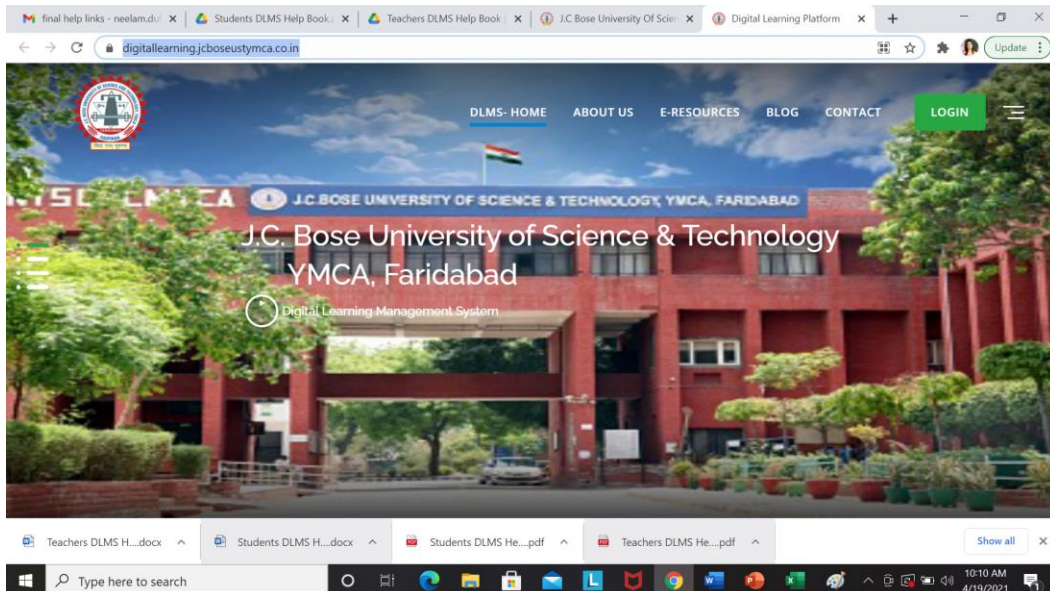 final help links - neelam.du
Students DLMS Help Book.
Teachers DLMS Help Book
J.C Bose University Of Scien
Digital Learning Platform
digitallearning.jcboseustymca.co.in
Update
DLMS- HOME
ABOUT US
E-RESOURCES
BLOG
CONTACT
LOGIN
J.C.BOSE UNIVERSITY OF SCIENCE & TECHNOLOGY, YMCA, FARIDABAD
J.C. Bose University of Science & Technology
YMCA, Faridabad
Digital Learning Management System
Teachers DLMS H....docx
Students DLMS H....docx
Students DLMS He....pdf
Teachers DLMS He....pdf
Show all
Type here to search
10:10 AM
4/19/2021